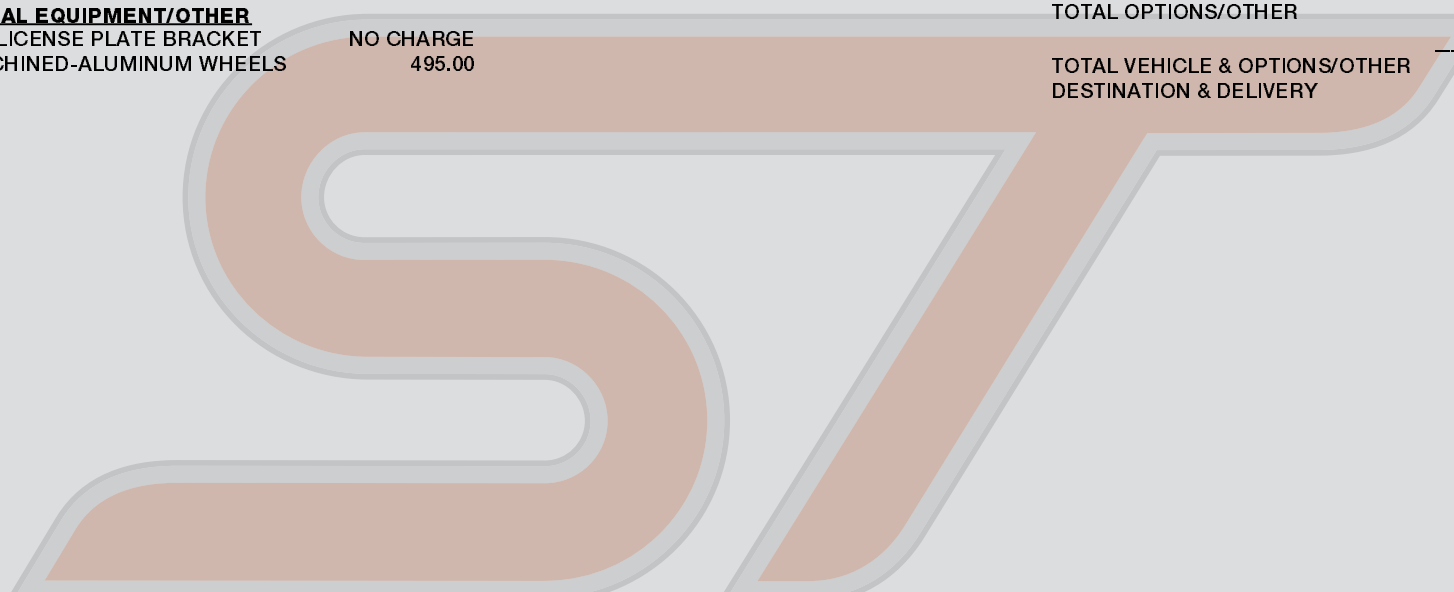 AL EQUIPMENT/OTHER
LICENSE PLATE BRACKET NO CHARGE
CHINED-ALUMINUM WHEELS 495.00
TOTAL OPTIONS/OTHER
TOTAL VEHICLE & OPTIONS/OTHER
DESTINATION & DELIVERY
ST